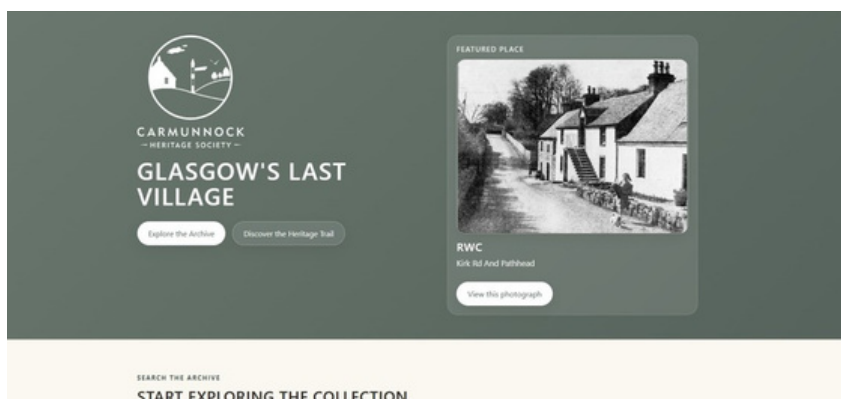 CARMUNNOCK
HERITAGE SOCIETY
GLASGOW'S LAST
VILLAGE
Explore the Archive
Discover the Heritage Trail
FEATURED PLACE
RWC
Kirk Rd And Pathhead
View this photograph
SEARCH THE ARCHIVE
START EXPLORING THE COLLECTION